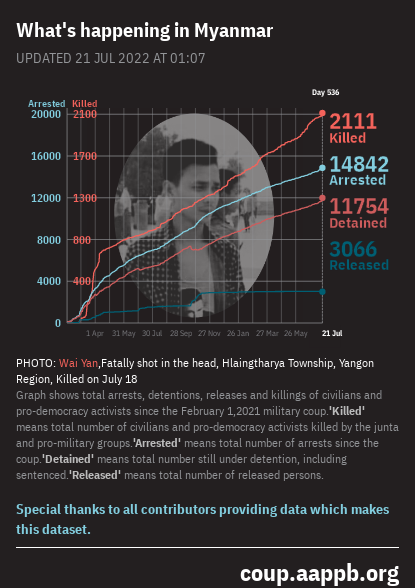 What's happening in Myanmar
UPDATED 21 JUL 2022 AT 01:07
Day 536
Arrested Killed
20000 2100
16000 1700
12000 1300
8000 800
4000 400
0
2111
Killed
14842
Arrested
11754
Detained
3066
Released
1 Apr 31 May 30 Jul 28 Sep 27 Nov 26 Jan 27 Mar 26 May 21 Jul
PHOTO: Wai Yan,Fatally shot in the head, Hlaingtharya Township, Yangon
Region, Killed on July 18
Graph shows total arrests, detentions, releases and killings of civilians and
pro-democracy activists since the February 1,2021 military coup.'Killed'
means total number of civilians and pro-democracy activists killed by the junta
and pro-military groups.'Arrested' means total number of arrests since the
coup.'Detained' means total number still under detention, including
sentenced.'Released' means total number of released persons.
Special thanks to all contributors providing data which makes
this dataset.
coup.aappb.org